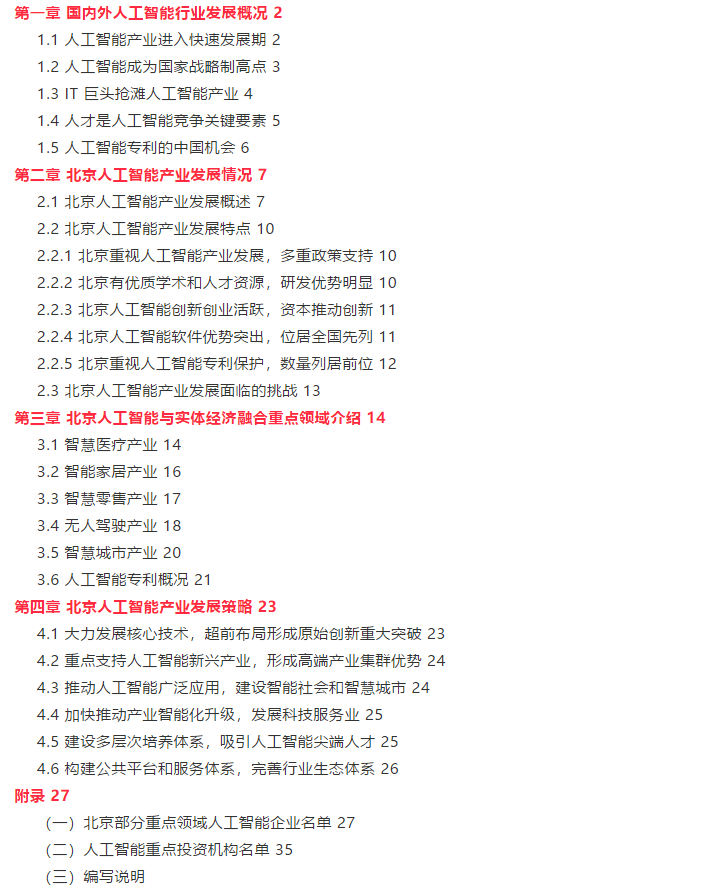 第一章 国内外人工智能行业发展概况 2
1.1 人工智能产业进入快速发展期 2
1.2 人工智能成为国家战略制高点 3
1.3 IT 巨头抢滩人工智能产业 4
1.4 人才是人工智能竞争关键要素 5
1.5 人工智能专利的中国机会 6
第二章 北京人工智能产业发展情况 7
2.1 北京人工智能产业发展概述 7
2.2 北京人工智能产业发展特点 10
2.2.1 北京重视人工智能产业发展，多重政策支持 10
2.2.2 北京有优质学术和人才资源，研发优势明显 10
2.2.3 北京人工智能创新创业活跃，资本推动创新 11
2.2.4 北京人工智能软件优势突出，位居全国先列 11
2.2.5 北京重视人工智能专利保护，数量列居前位 12
2.3 北京人工智能产业发展面临的挑战 13
第三章 北京人工智能与实体经济融合重点领域介绍 14
3.1 智慧医疗产业 14
3.2 智能家居产业 16
3.3 智慧零售产业 17
3.4 无人驾驶产业 18
3.5 智慧城市产业 20
3.6 人工智能专利概况 21
第四章 北京人工智能产业发展策略 23
4.1 大力发展核心技术，超前布局形成原始创新重大突破 23
4.2 重点支持人工智能新兴产业，形成高端产业集群优势 24
4.3 推动人工智能广泛应用，建设智能社会和智慧城市 24
4.4 加快推动产业智能化升级，发展科技服务业 25
4.5 建设多层次培养体系，吸引人工智能尖端人才 25
4.6 构建公共平台和服务体系，完善行业生态体系 26
附录 27
（一）北京部分重点领域人工智能企业名单 27
（二）人工智能重点投资机构名单 35
（三）编写说明